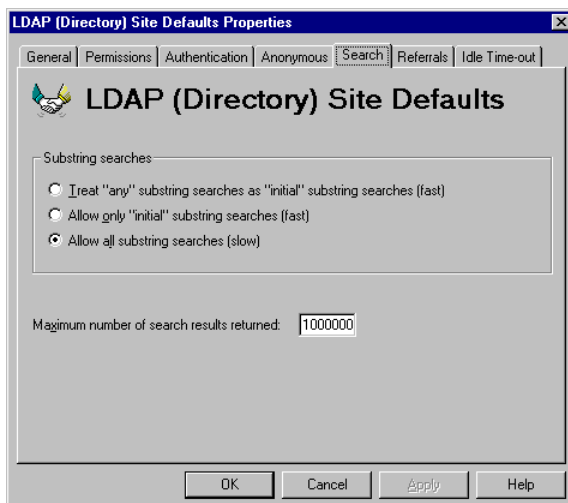 LDAP (Directory) Site Defaults Properties
General Permissions Authentication Anonymous Search Referrals Idle Time-out
LDAP (Directory) Site Defaults
Substring searches
Treat "any" substring searches as "initial" substring searches (fast)
Allow only "initial" substring searches (fast)
Allow all substring searches (slow)
Maximum number of search results returned: 1000000
OK Cancel Apply Help